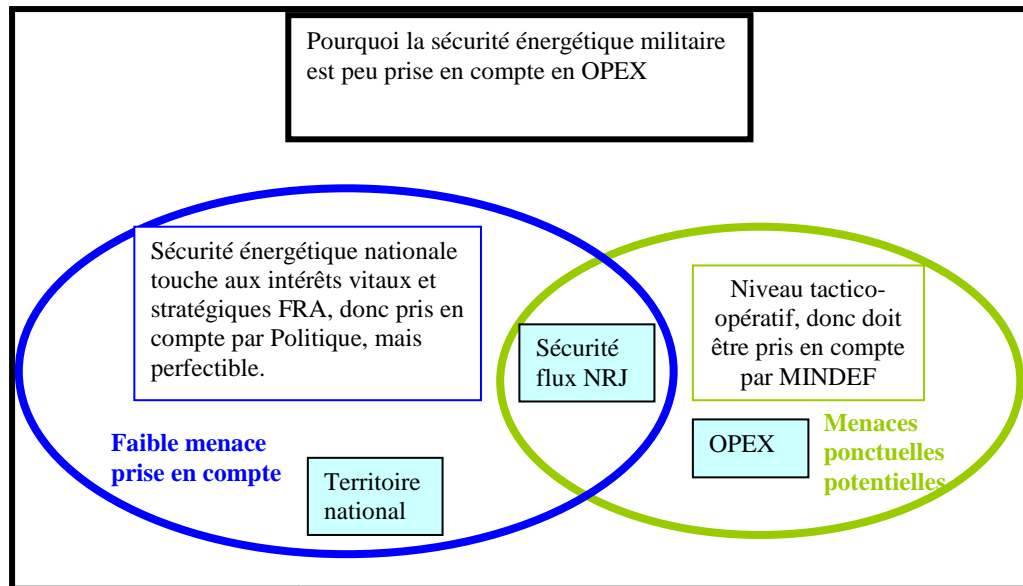 Pourquoi la sécurité énergétique militaire
est peu prise en compte en OPEX
Sécurité énergétique nationale
touche aux intérêts vitaux et
stratégiques FRA, donc pris en
compte par Politique, mais
perfectible.
Faible menace
prise en compte
Territoire
national
Sécurité
flux NRJ
Niveau tactico-
opératif, donc doit
être pris en compte
par MINDEF
OPEX
Menaces
ponctuelles
potentielles